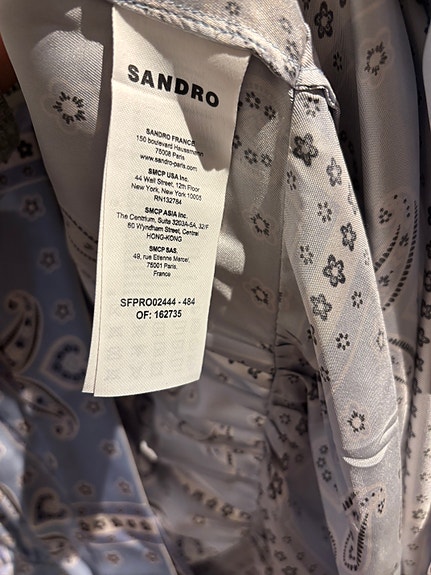 SANDRO
SANDRO FRANCE
150 boulevard Haussmann
75008 Paris
www.sandro-paris.com
SMCP USA Inc.
44 Wall Street, 12th Floor
New York, New York 10005
RN132784
SMCP ASIA Inc.
The Centrium, Suite 3203A-5A, 32/F
60 Wyndham Street, Central
HONG-KONG
SMCP SAS.
49, rue Etienne Marcel,
75001 Paris,
France
SFPRO02444 - 484
OF: 162735